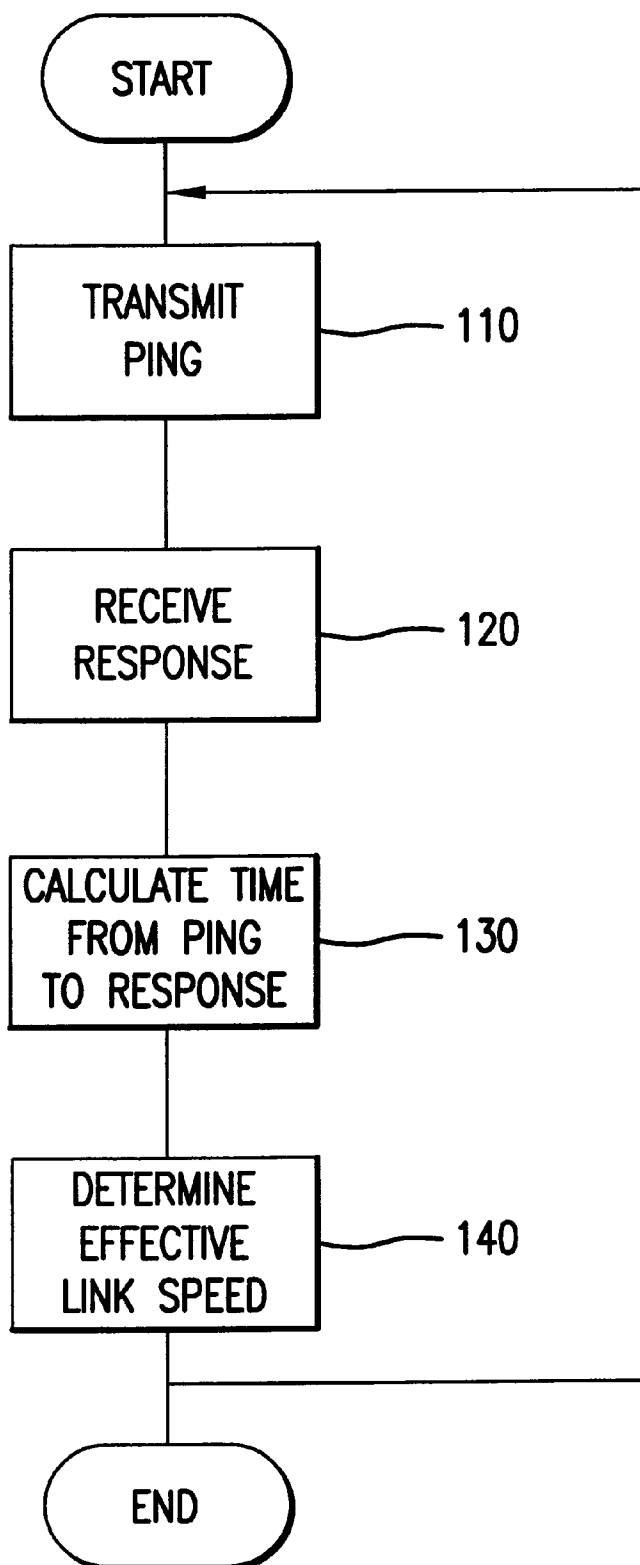 START
TRANSMIT
PING
110
RECEIVE
RESPONSE
120
CALCULATE TIME
FROM PING
TO RESPONSE
130
DETERMINE
EFFECTIVE
LINK SPEED
140
END